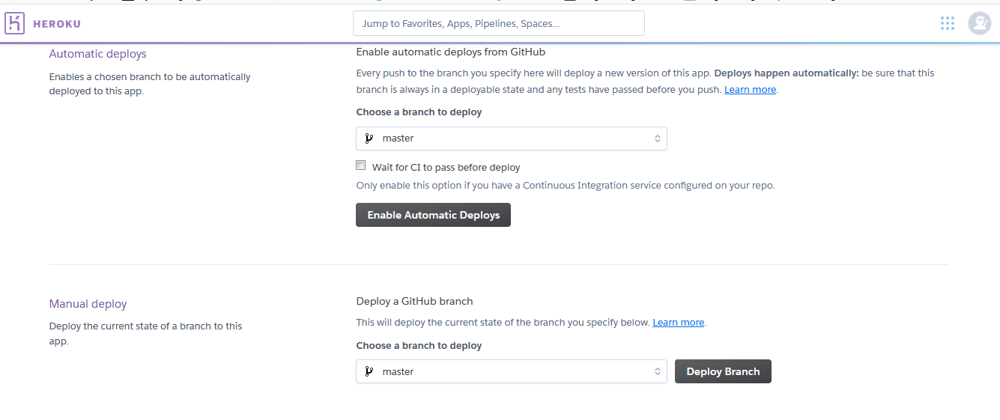 HEROKU
Jump to Favorites, Apps, Pipelines, Spaces...
Automatic deploys
Enables a chosen branch to be automatically
deployed to this app.
Enable automatic deploys from GitHub
Every push to the branch you specify here will deploy a new version of this app. Deploys happen automatically: be sure that this
branch is always in a deployable state and any tests have passed before you push. Learn more.
Choose a branch to deploy
master
Wait for CI to pass before deploy
Only enable this option if you have a Continuous Integration service configured on your repo.
Enable Automatic Deploys
Manual deploy
Deploy the current state of a branch to this
app.
Deploy a GitHub branch
This will deploy the current state of the branch you specify below. Learn more.
Choose a branch to deploy
master
Deploy Branch